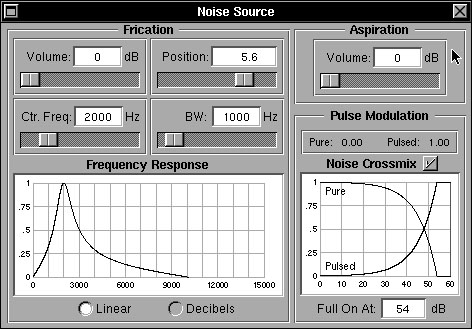 Noise Source
Frication
Volume: 0 dB
Position: 5.6
Ctr. Freq: 2000 Hz
BW: 1000 Hz
Frequency Response
1
.75
.5
.25
0
0 3000 6000 9000 12000 15000
Linear Decibels
Aspiration
Volume: 0 dB
Pulse Modulation
Pure: 0.00 Pulsed: 1.00
Noise Crossmix
1
.75
.5
.25
0
Pure
Pulsed
0 10 20 30 40 50 60
Full On At: 54 dB